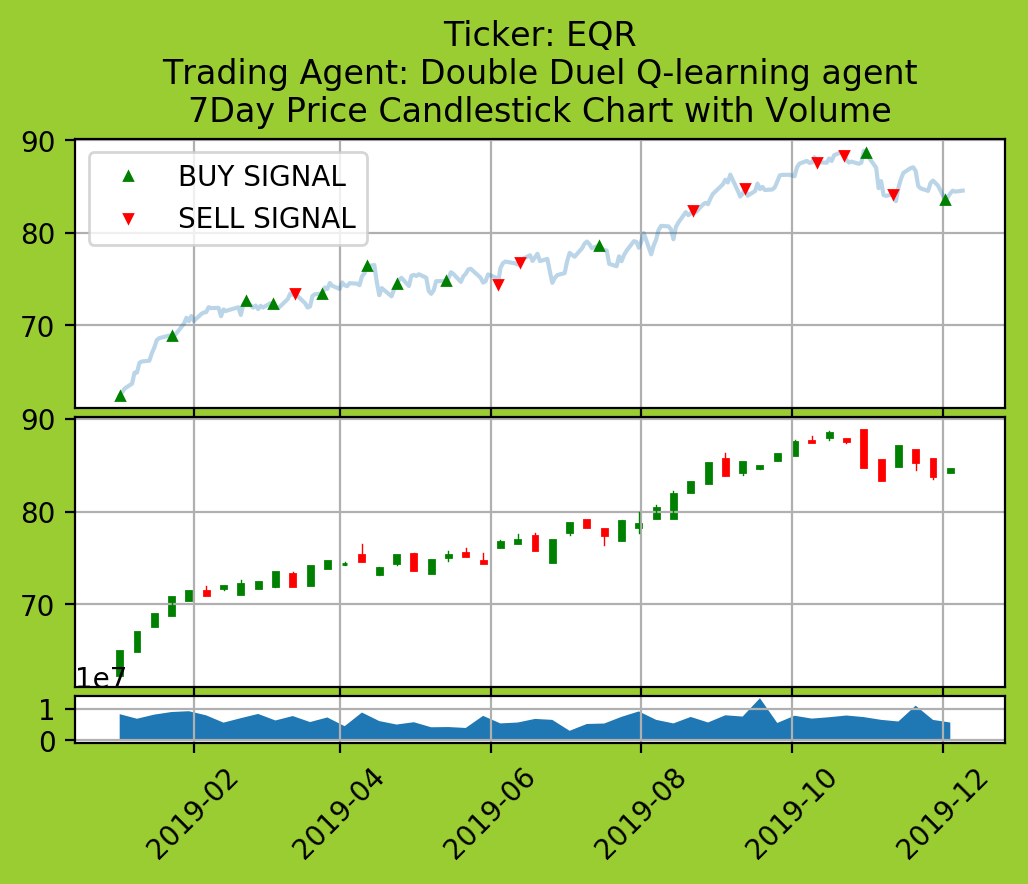 Ticker: EQR
Trading Agent: Double Duel Q-learning agent
7Day Price Candlestick Chart with Volume
90
80
70
BUY SIGNAL
SELL SIGNAL
90
80
70
1e7
1
0
2019-02
2019-04
2019-06
2019-08
2019-10
2019-12